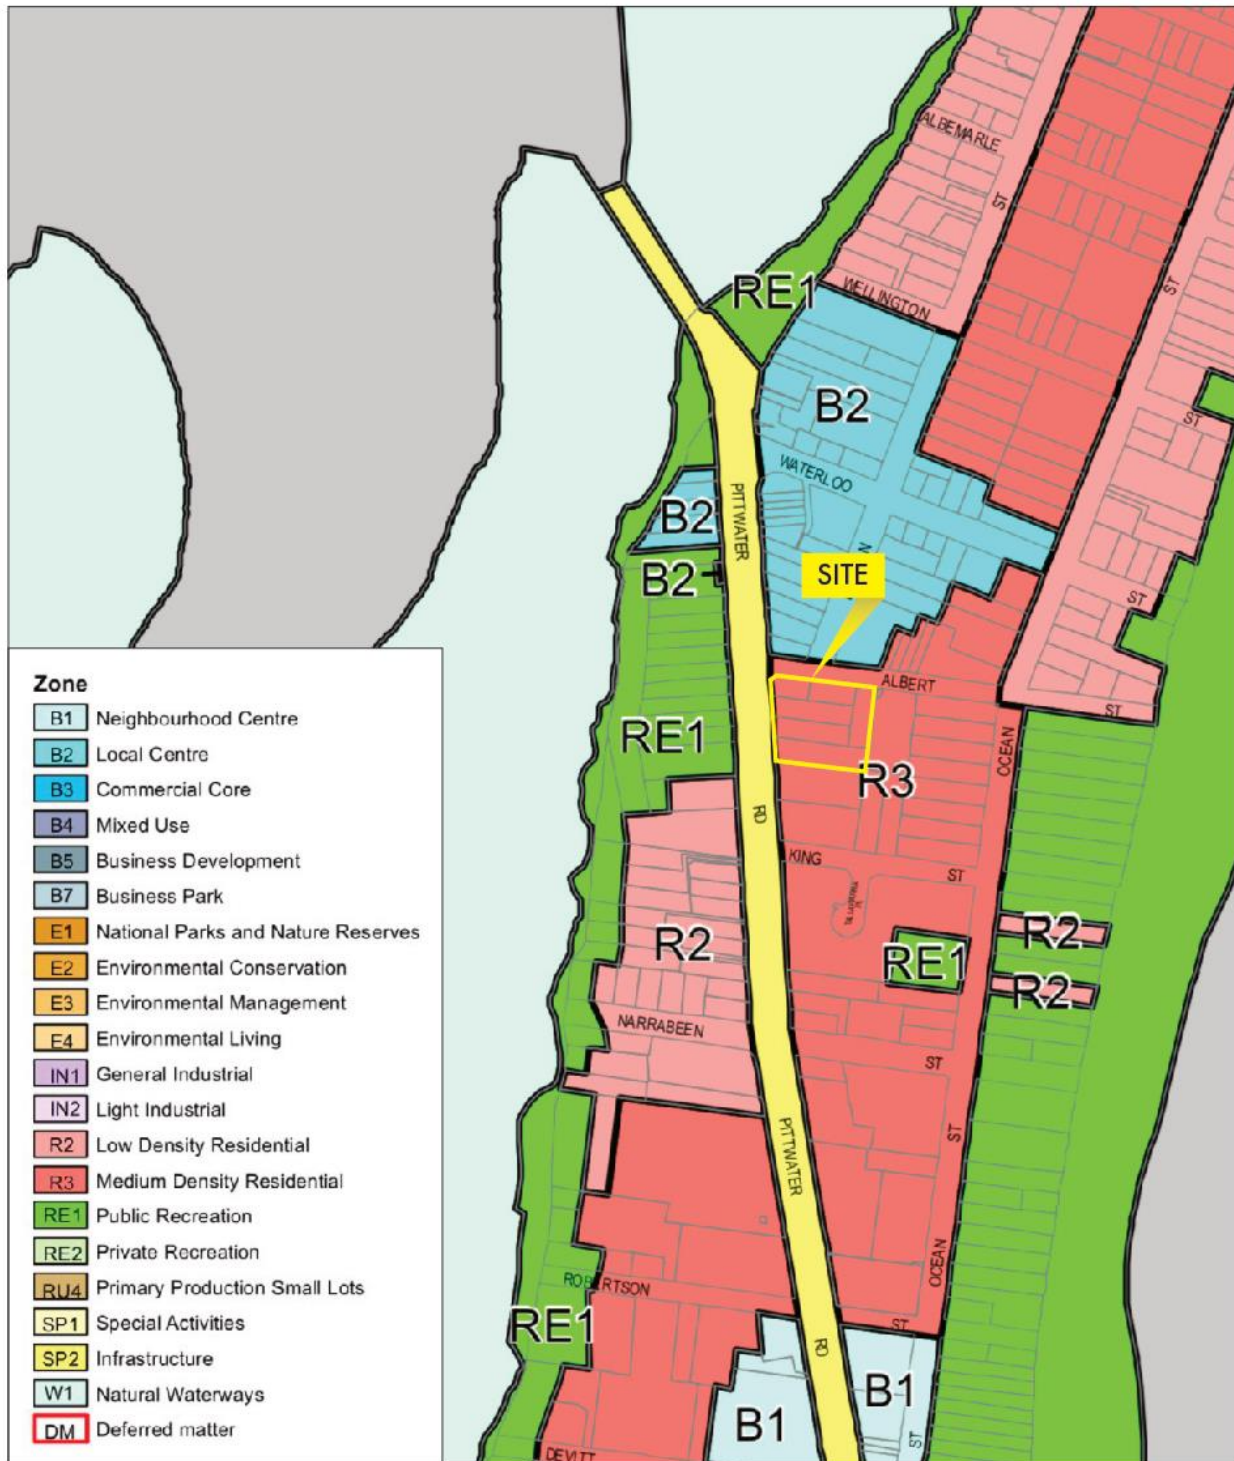 ALBEMARLE
ST
WELLINGTON
RE1
ST
B2
ST
WATERLOO
PITTWATER
B2
N
B2
SITE
ST
ALBERT
ST
RE1
OCEAN
R3
RD
KING
ST
R2
R2
RE1
R2
NARRABEEN
ST
ST
PITTWATER
OCEAN
ROBERTSON
RE1
ST
RD
B1
B1
ST
DEVITT
Zone
B1 Neighbourhood Centre
B2 Local Centre
B3 Commercial Core
B4 Mixed Use
B5 Business Development
B7 Business Park
E1 National Parks and Nature Reserves
E2 Environmental Conservation
E3 Environmental Management
E4 Environmental Living
IN1 General Industrial
IN2 Light Industrial
R2 Low Density Residential
R3 Medium Density Residential
RE1 Public Recreation
RE2 Private Recreation
RU4 Primary Production Small Lots
SP1 Special Activities
SP2 Infrastructure
W1 Natural Waterways
DM Deferred matter